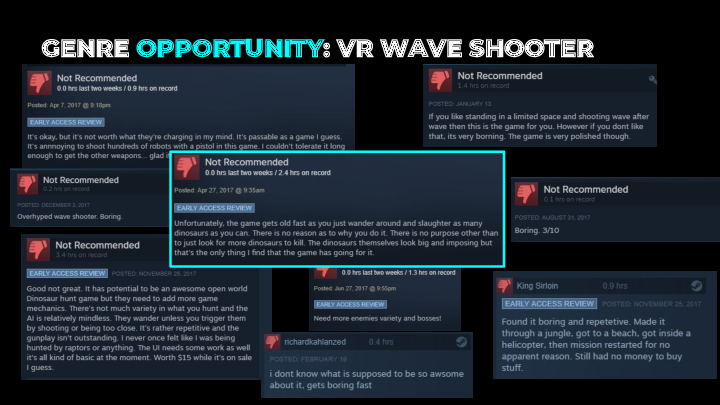 GENRE OPPORTUNITY: VR WAVE SHOOTER
Not Recommended
0.0 hrs last two weeks / 0.9 hrs on record
Posted: Apr 7, 2017 @ 9:18pm
EARLY ACCESS REVIEW
It's okay, but it's not worth what they're charging in my mind. It's passable as a game I guess.
It's annnoying to shoot hundreds of robots with a pistol in this game. I couldn't tolerate it long
enough to get the other weapons... glad i
Not Recommended
1.4 hrs on record
POSTED: JANUARY 13
If you like standing in a limited space and shooting wave after
wave then this is the game for you. However if you dont like
that, its very borning. The game is very polished though.
Not Recommended
0.2 hrs on record
POSTED: DECEMBER 2, 2017
Overhyped wave shooter. Boring.
Not Recommended
0.0 hrs last two weeks / 2.4 hrs on record
Posted: Apr 27, 2017 @ 9:35am
EARLY ACCESS REVIEW
Unfortunately, the game gets old fast as you just wander around and slaughter as many
dinosaurs as you can. There is no reason as to why you do it. There is no purpose other than
to just look for more dinosaurs to kill. The dinosaurs themselves look big and imposing but
that's the only thing I find that the game has going for it.
Not Recommended
0.1 hrs on record
POSTED: AUGUST 31, 2017
Boring. 3/10
Not Recommended
3.4 hrs on record
EARLY ACCESS REVIEW POSTED: NOVEMBER 25, 2017
Good not great. It has potential to be an awesome open world
Dinosaur hunt game but they need to add more game
mechanics. There's not much variety in what you hunt and the
AI is relatively mindless. They wander unless you trigger them
by shooting or being too close. It's rather repetitive and the
gunplay isn't outstanding. I never once felt like I was being
hunted by raptors or anything. The UI needs some work as well
it's all kind of basic at the moment. Worth $15 while it's on sale
I guess.
0.0 hrs last two weeks / 1.3 hrs on record
Posted: Jun 27, 2017 @ 9:55pm
EARLY ACCESS REVIEW
Need more enemies variety and bosses!
richardkahlanzed 0.4 hrs
POSTED: FEBRUARY 19
i dont know what is supposed to be so awsome
about it, gets boring fast
King Sirloin 0.9 hrs
EARLY ACCESS REVIEW POSTED: NOVEMBER 25, 2017
Found it boring and repetetive. Made it
through a jungle, got to a beach, got inside a
helicopter, then mission restarted for no
apparent reason. Still had no money to buy
stuff.